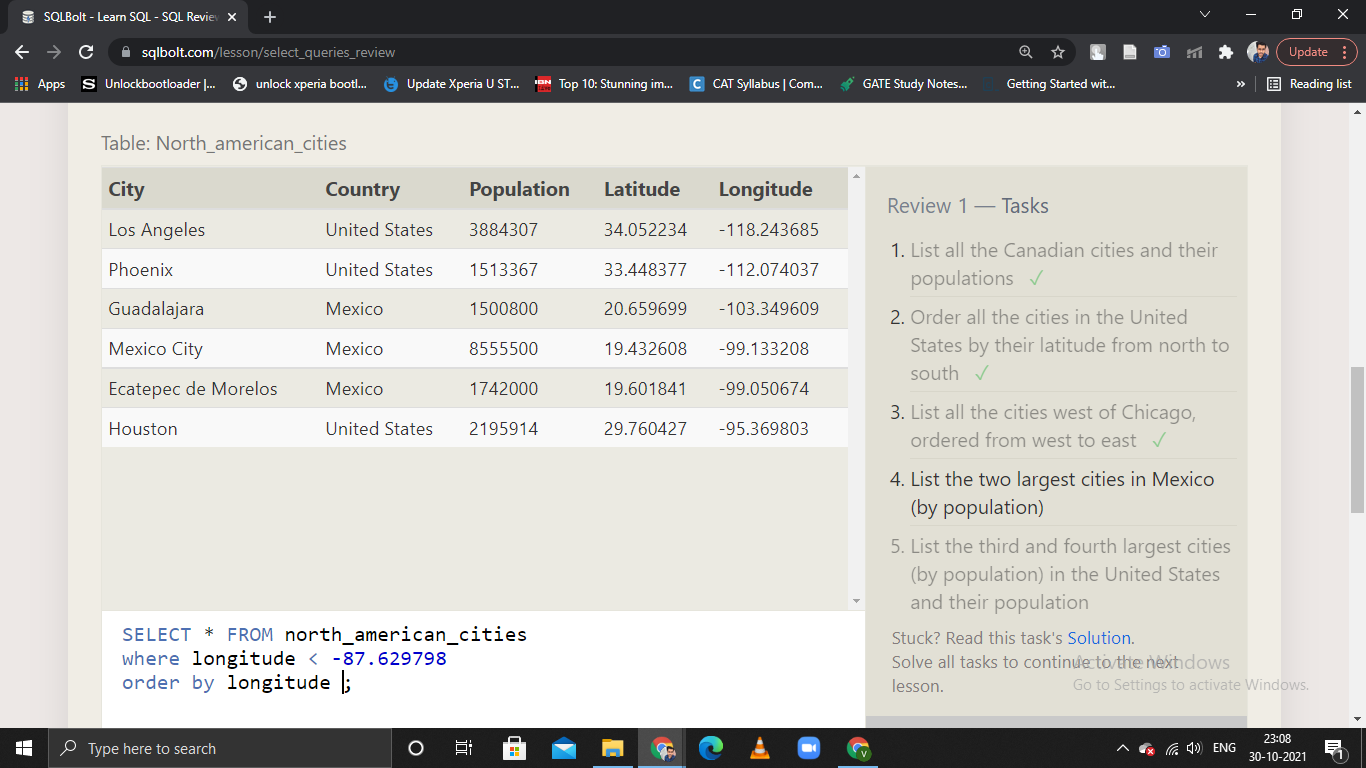 SQLBolt - Learn SQL - SQL Review
sqlbolt.com/lesson/select_queries_review
Update
Apps
Unlockbootloader |...
unlock xperia bootl...
Update Xperia U ST...
Top 10: Stunning im...
CAT Syllabus | Com...
GATE Study Notes...
Getting Started wit...
»
Reading list
Table: North_american_cities
City Country Population Latitude Longitude
Los Angeles United States 3884307 34.052234 -118.243685
Phoenix United States 1513367 33.448377 -112.074037
Guadalajara Mexico 1500800 20.659699 -103.349609
Mexico City Mexico 8555500 19.432608 -99.133208
Ecatepec de Morelos Mexico 1742000 19.601841 -99.050674
Houston United States 2195914 29.760427 -95.369803
SELECT * FROM north_american_cities
where longitude < -87.629798
order by longitude ;
Review 1 — Tasks
1. List all the Canadian cities and their
populations ✓
2. Order all the cities in the United
States by their latitude from north to
south ✓
3. List all the cities west of Chicago,
ordered from west to east ✓
4. List the two largest cities in Mexico
(by population)
5. List the third and fourth largest cities
(by population) in the United States
and their population
Stuck? Read this task's Solution.
Solve all tasks to continue to the next
lesson.
Activate Windows
Go to Settings to activate Windows.
Type here to search
ENG
23:08
30-10-2021
1